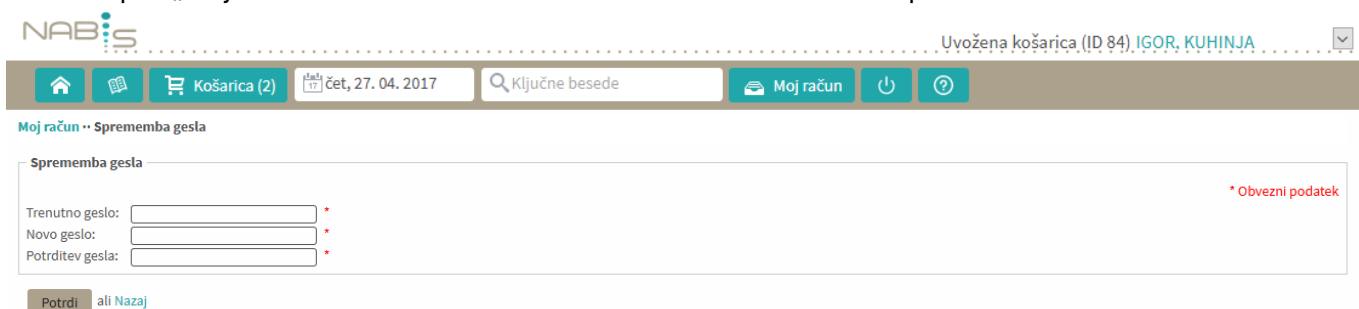 NABIS
Uvožena košarica (ID 84) IGOR, KUHINJA
Košarica (2) 17 čet, 27. 04. 2017 Ključne besede Moj račun
Moj račun ·· Sprememba gesla
Sprememba gesla
* Obvezni podatek
Trenutno geslo: *
Novo geslo: *
Potrditev gesla: *
Potrdi ali Nazaj